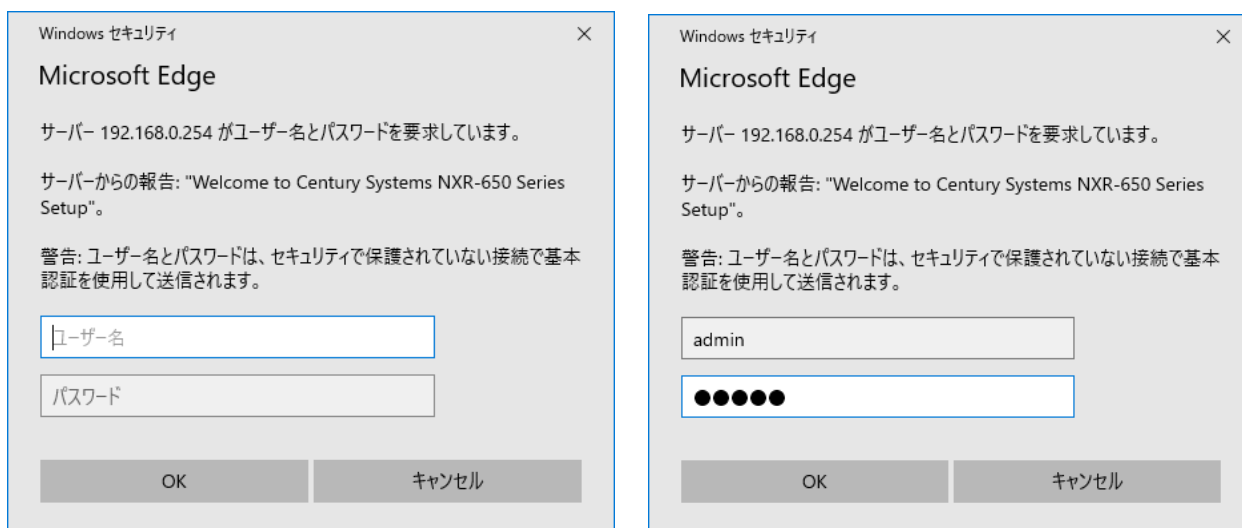 Windows セキュリティ
Microsoft Edge
サーバー 192.168.0.254 がユーザー名とパスワードを要求しています。
サーバーからの報告: "Welcome to Century Systems NXR-650 Series
Setup"。
警告: ユーザー名とパスワードは、セキュリティで保護されていない接続で基本
認証を使用して送信されます。
ユーザー名
パスワード
OK
キャンセル
Windows セキュリティ
Microsoft Edge
サーバー 192.168.0.254 がユーザー名とパスワードを要求しています。
サーバーからの報告: "Welcome to Century Systems NXR-650 Series
Setup"。
警告: ユーザー名とパスワードは、セキュリティで保護されていない接続で基本
認証を使用して送信されます。
admin
●●●●●
OK
キャンセル